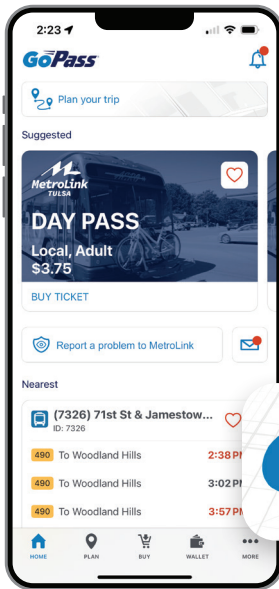 2:23
GoPass
Plan your trip
Suggested
MetroLink
TULSA
DAY PASS
Local, Adult
$3.75
BUY TICKET
Report a problem to MetroLink
Nearest
(7326) 71st St & Jamestow...
ID: 7326
490 To Woodland Hills 2:38 PM
490 To Woodland Hills 3:02 PM
490 To Woodland Hills 3:57 PM
HOME PLAN BUY WALLET MORE